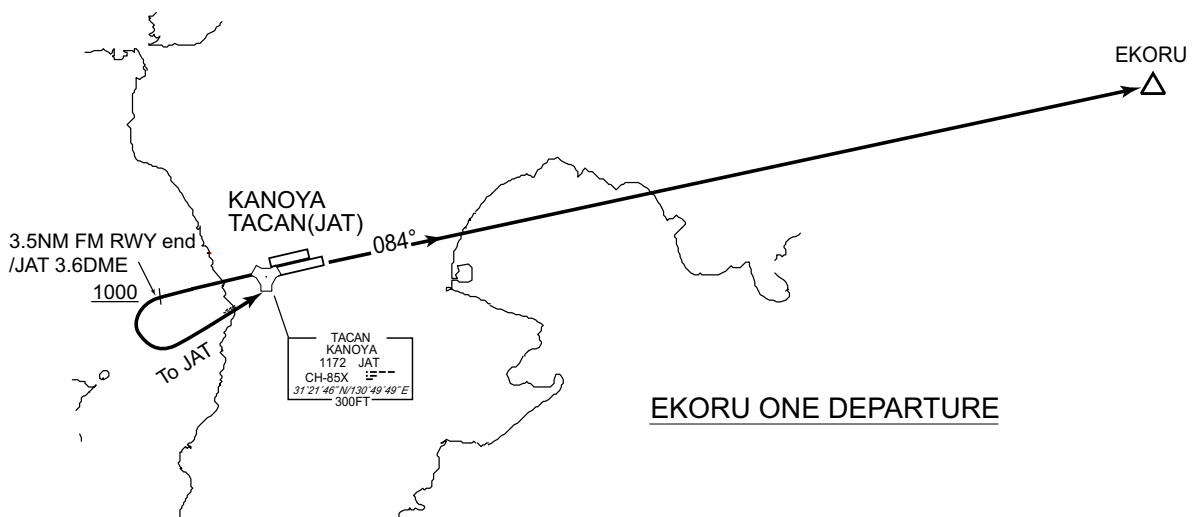 EKORU
KANOYA
TACAN(JAT)
084°
3.5NM FM RWY end
/JAT 3.6DME
1000
To JAT
TACAN
KANOYA
1172 JAT
CH-85X
31°21'46"N/130°49'49"E
300FT
EKORU ONE DEPARTURE